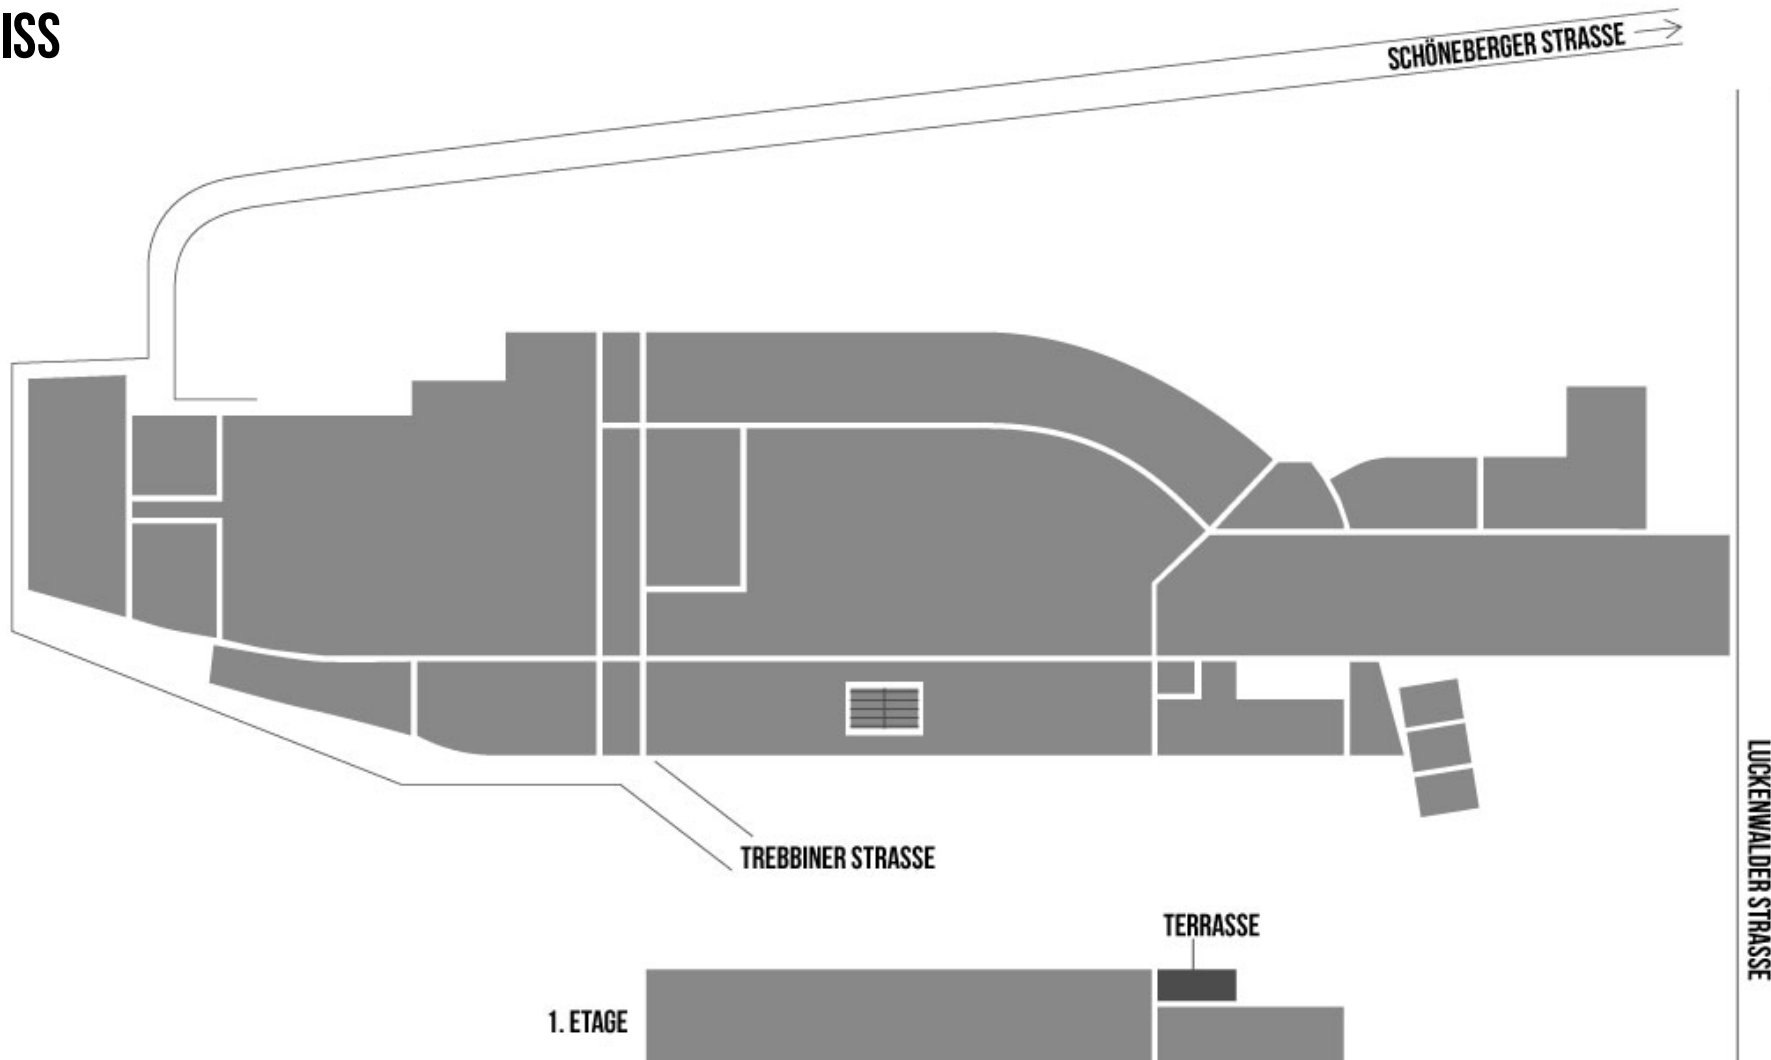 ISS
SCHÖNEBERGER STRASSE
LUCKENWALDER STRASSE
TREBBINER STRASSE
TERRASSE
1. ETAGE